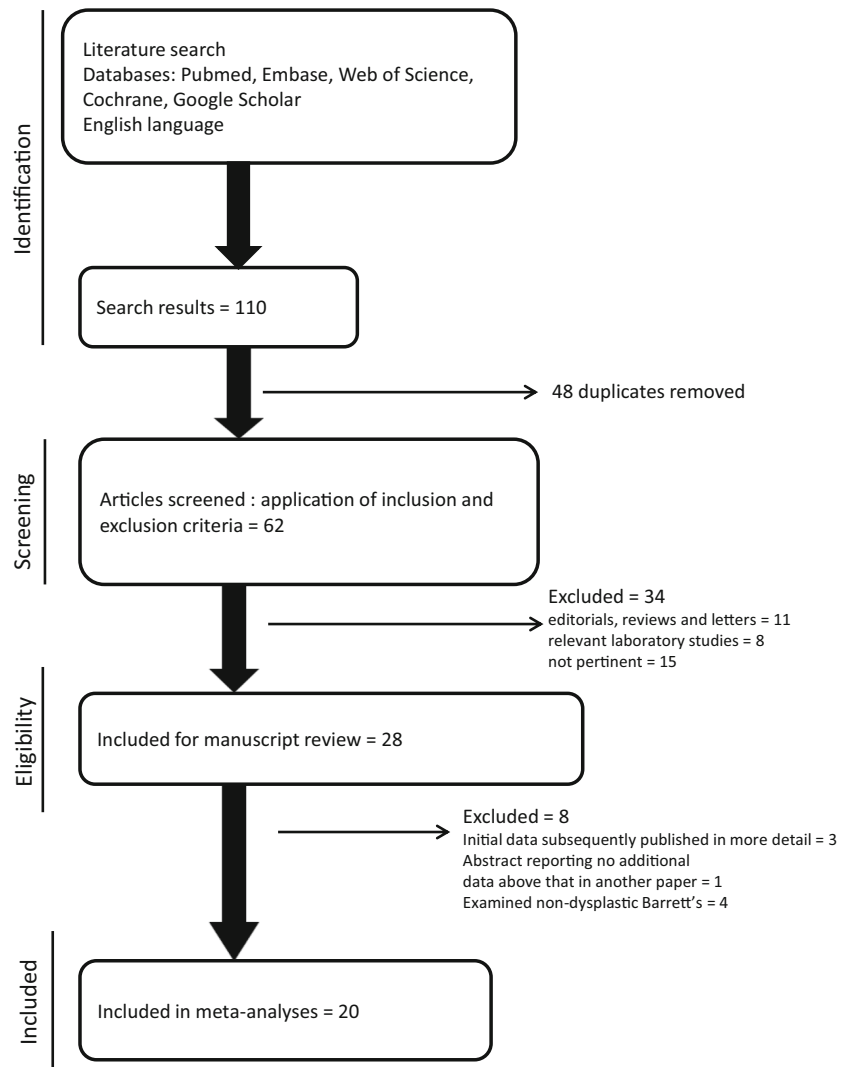 Identification
Literature search
Databases: Pubmed, Embase, Web of Science,
Cochrane, Google Scholar
English language
Search results = 110
48 duplicates removed
Screening
Articles screened : application of inclusion and
exclusion criteria = 62
Excluded = 34
editorials, reviews and letters = 11
relevant laboratory studies = 8
not pertinent = 15
Eligibility
Included for manuscript review = 28
Excluded = 8
Initial data subsequently published in more detail = 3
Abstract reporting no additional
data above that in another paper = 1
Examined non-dysplastic Barrett's = 4
Included
Included in meta-analyses = 20